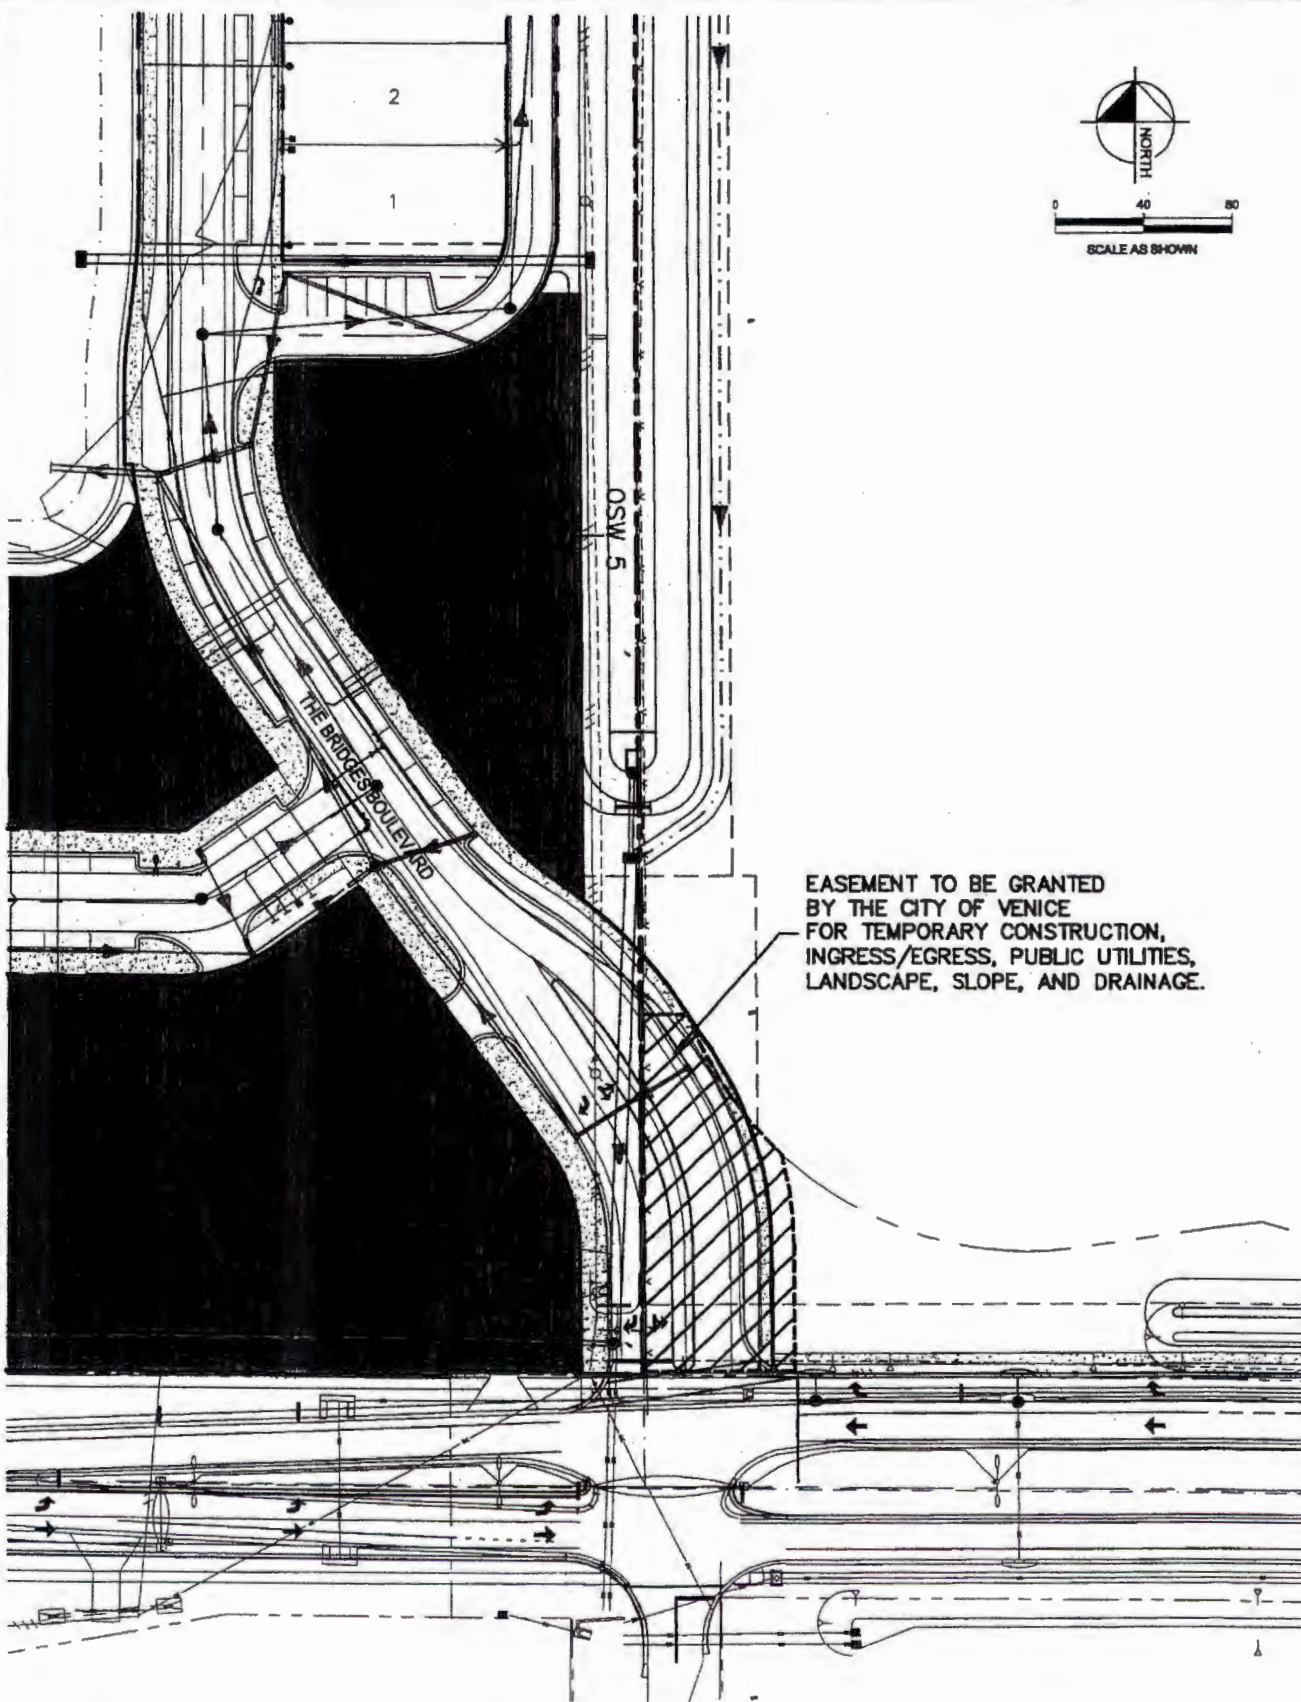 2
NORTH
1
0 40 80
SCALE AS SHOWN
OSW 5
THE BRIDGES BOULEVARD
EASEMENT TO BE GRANTED
BY THE CITY OF VENICE
FOR TEMPORARY CONSTRUCTION,
INGRESS/EGRESS, PUBLIC UTILITIES,
LANDSCAPE, SLOPE, AND DRAINAGE.